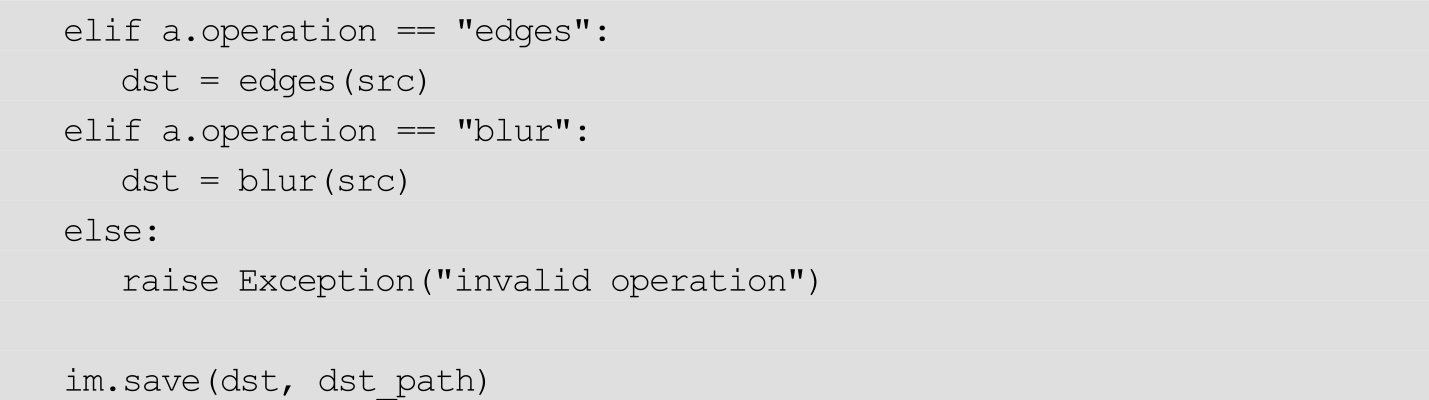 elif a.operation == "edges":
   dst = edges(src)
elif a.operation == "blur":
   dst = blur(src)
else:
   raise Exception("invalid operation")

im.save(dst, dst_path)